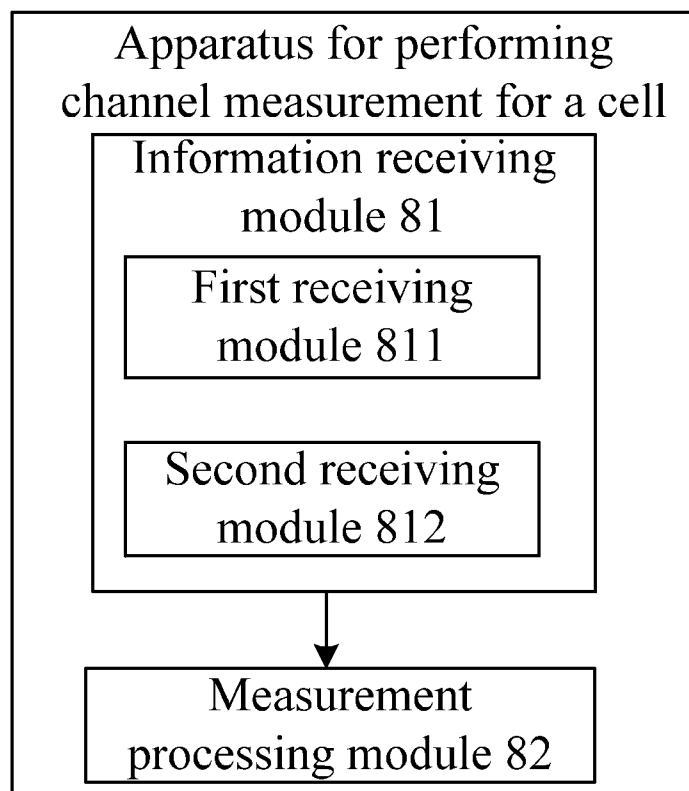 Apparatus for performing
channel measurement for a cell
Information receiving
module 81
First receiving
module 811
Second receiving
module 812
Measurement
processing module 82